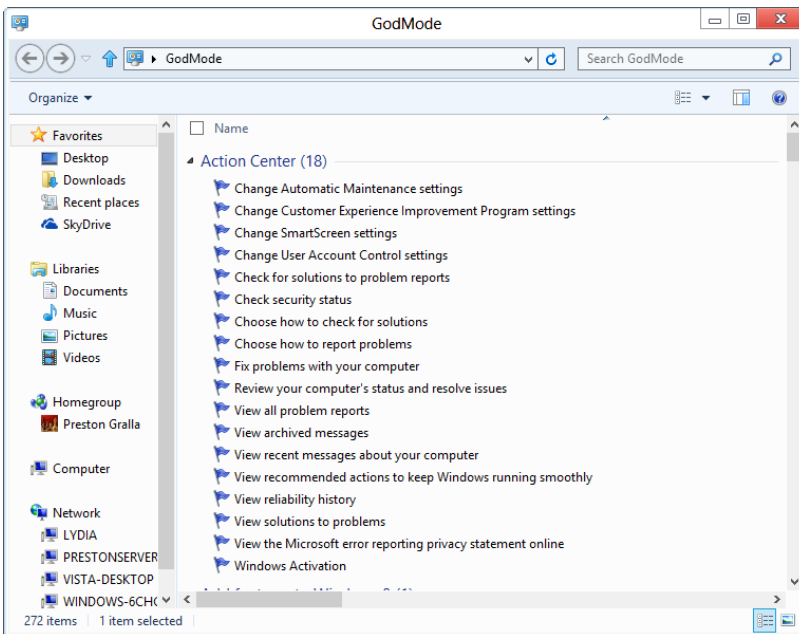 GodMode
GodMode
Search GodMode
Organize
Favorites
Desktop
Downloads
Recent places
SkyDrive
Libraries
Documents
Music
Pictures
Videos
Homegroup
Preston Gralla
Computer
Network
LYDIA
PRESTONSERVER
VISTA-DESKTOP
WINDOWS-6CH(
Name
Action Center (18)
Change Automatic Maintenance settings
Change Customer Experience Improvement Program settings
Change SmartScreen settings
Change User Account Control settings
Check for solutions to problem reports
Check security status
Choose how to check for solutions
Choose how to report problems
Fix problems with your computer
Review your computer's status and resolve issues
View all problem reports
View archived messages
View recent messages about your computer
View recommended actions to keep Windows running smoothly
View reliability history
View solutions to problems
View the Microsoft error reporting privacy statement online
Windows Activation
272 items
1 item selected